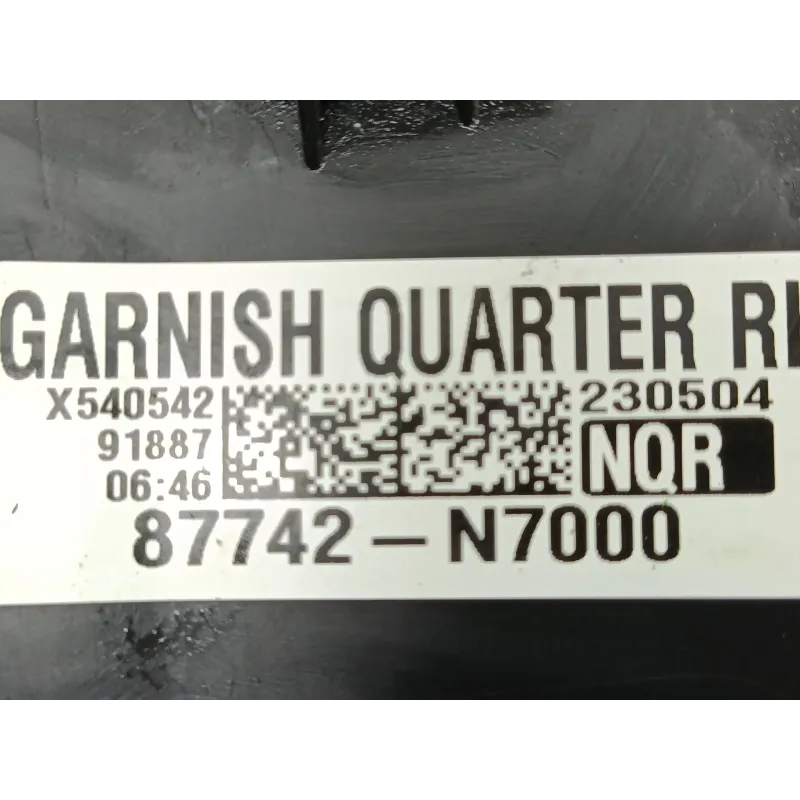 GARNISH QUARTER R
X540542 230504
91887 NQR
06:46
87742-N7000